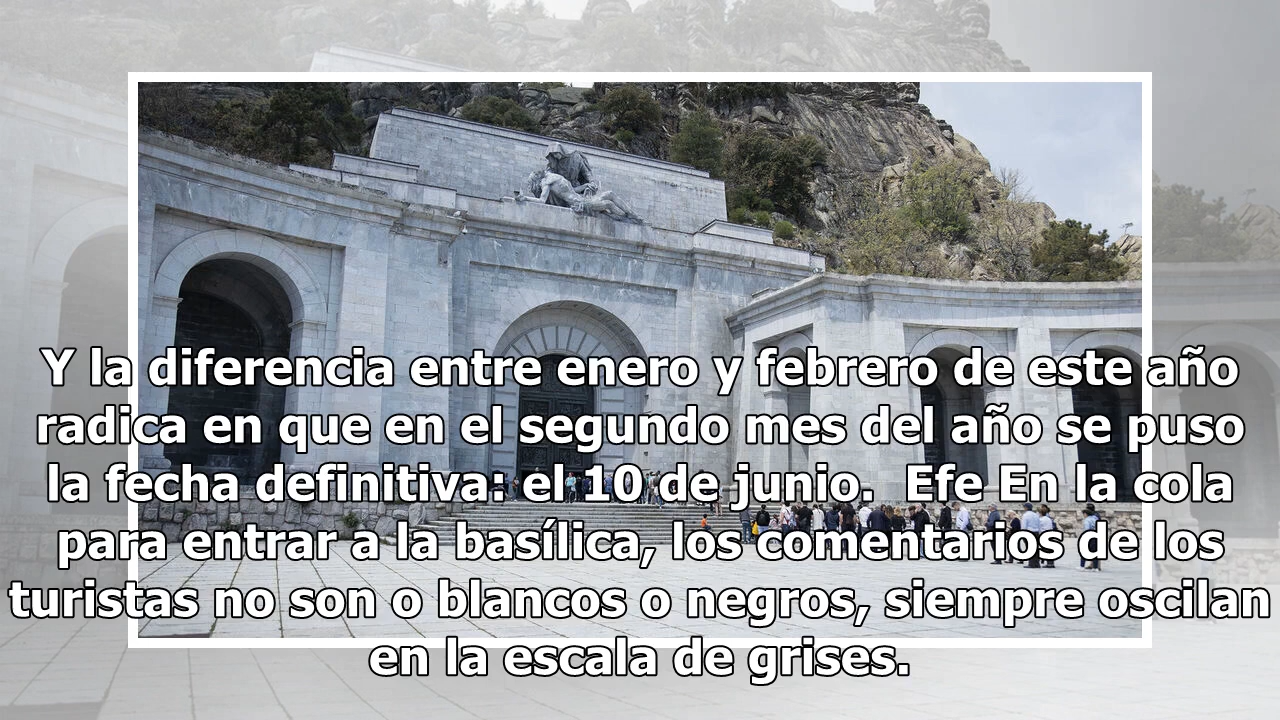 Y la diferencia entre enero y febrero de este año
radica en que en el segundo mes del año se puso
la fecha definitiva: el 10 de junio.  Efe En la cola
para entrar a la basílica, los comentarios de los
turistas no son o blancos o negros, siempre oscilan
en la escala de grises.